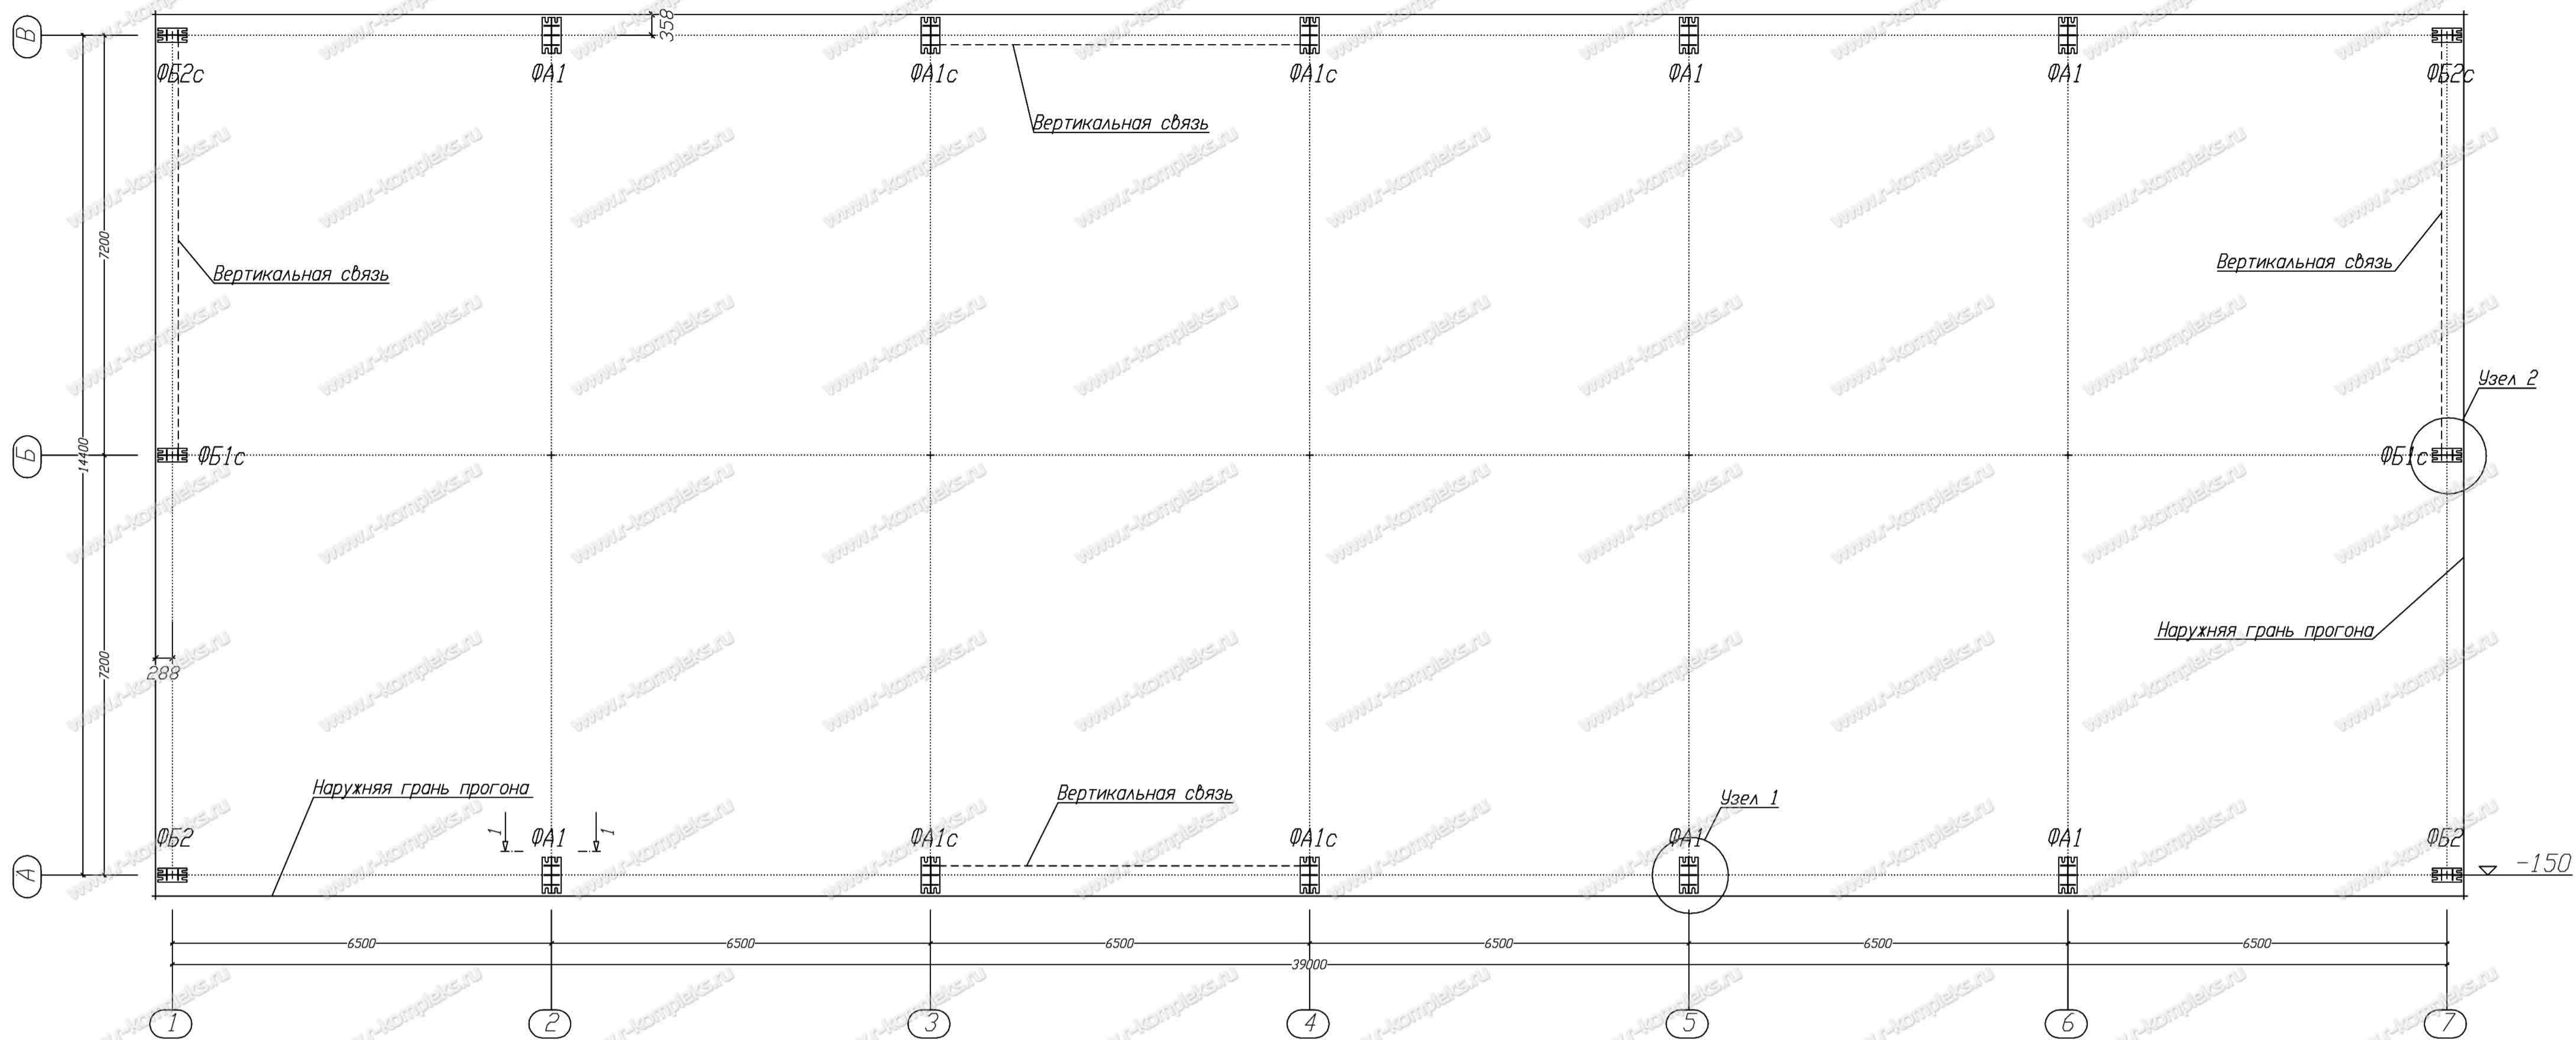 В
358
ФБ2с
ФА1
ФА1с
ФА1с
ФА1
ФА1
ФБ2с
Вертикальная связь
7200
Вертикальная связь
Вертикальная связь
Узел 2
Б
14400
ФБ1с
ФБ1с
Наружняя грань прогона
7200
288
Наружняя грань прогона
Вертикальная связь
Узел 1
1
1
ФБ2
ФА1
ФА1с
ФА1с
ФА1
ФА1
ФБ2
А
-150
6500
6500
6500
6500
6500
6500
39000
1
2
3
4
5
6
7
www.r-kompleks.ru